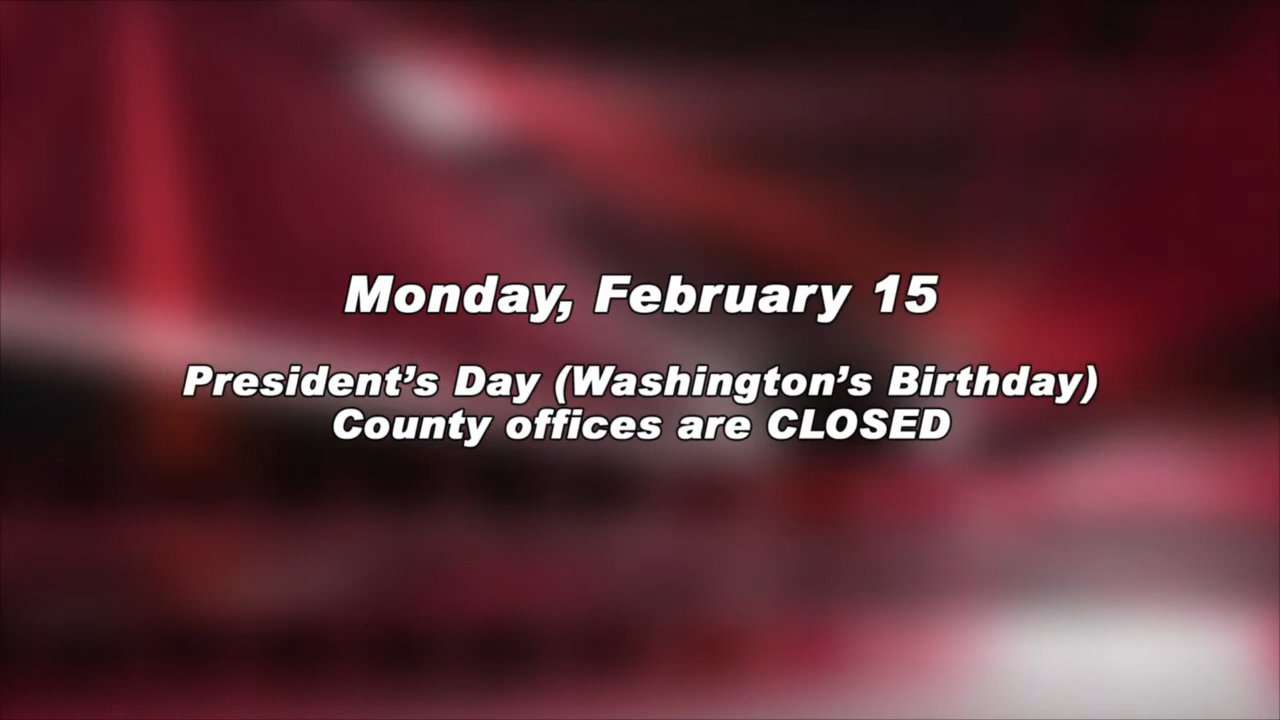 Monday, February 15
President’s Day (Washington’s Birthday)
County offices are CLOSED